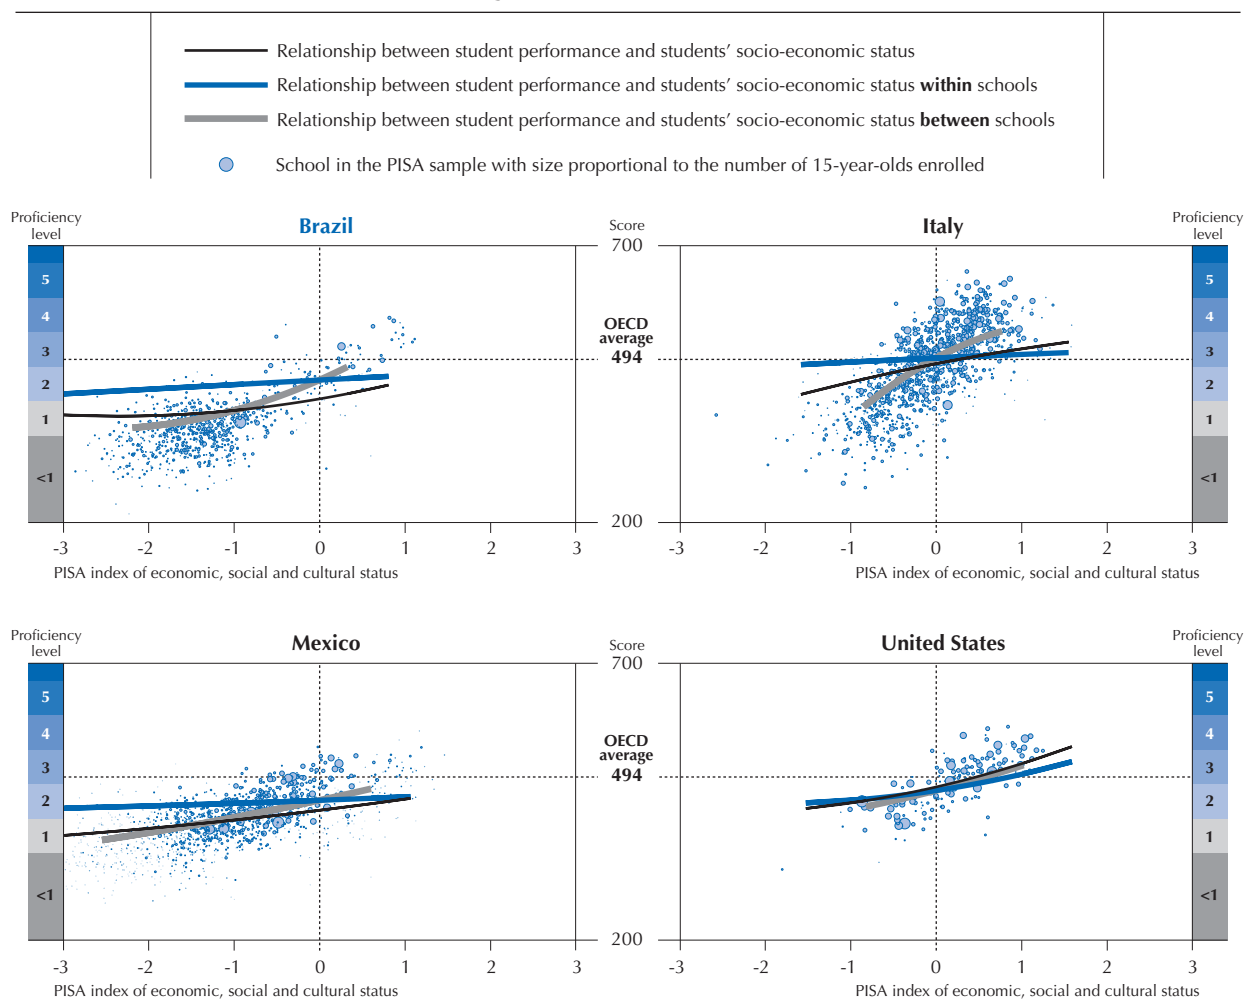 Relationship between student performance and students’ socio-economic status
Relationship between student performance and students’ socio-economic status within schools
Relationship between student performance and students’ socio-economic status between schools
School in the PISA sample with size proportional to the number of 15-year-olds enrolled
Proficiency
level
Brazil
Score
700
5
4
3
2
1
<1
OECD
average
494
200
-3 -2 -1 0 1 2 3
PISA index of economic, social and cultural status
Italy
Proficiency
level
5
4
3
2
1
<1
-3 -2 -1 0 1 2 3
PISA index of economic, social and cultural status
Proficiency
level
Mexico
Score
700
5
4
3
2
1
<1
OECD
average
494
200
-3 -2 -1 0 1 2 3
PISA index of economic, social and cultural status
United States
Proficiency
level
5
4
3
2
1
<1
-3 -2 -1 0 1 2 3
PISA index of economic, social and cultural status